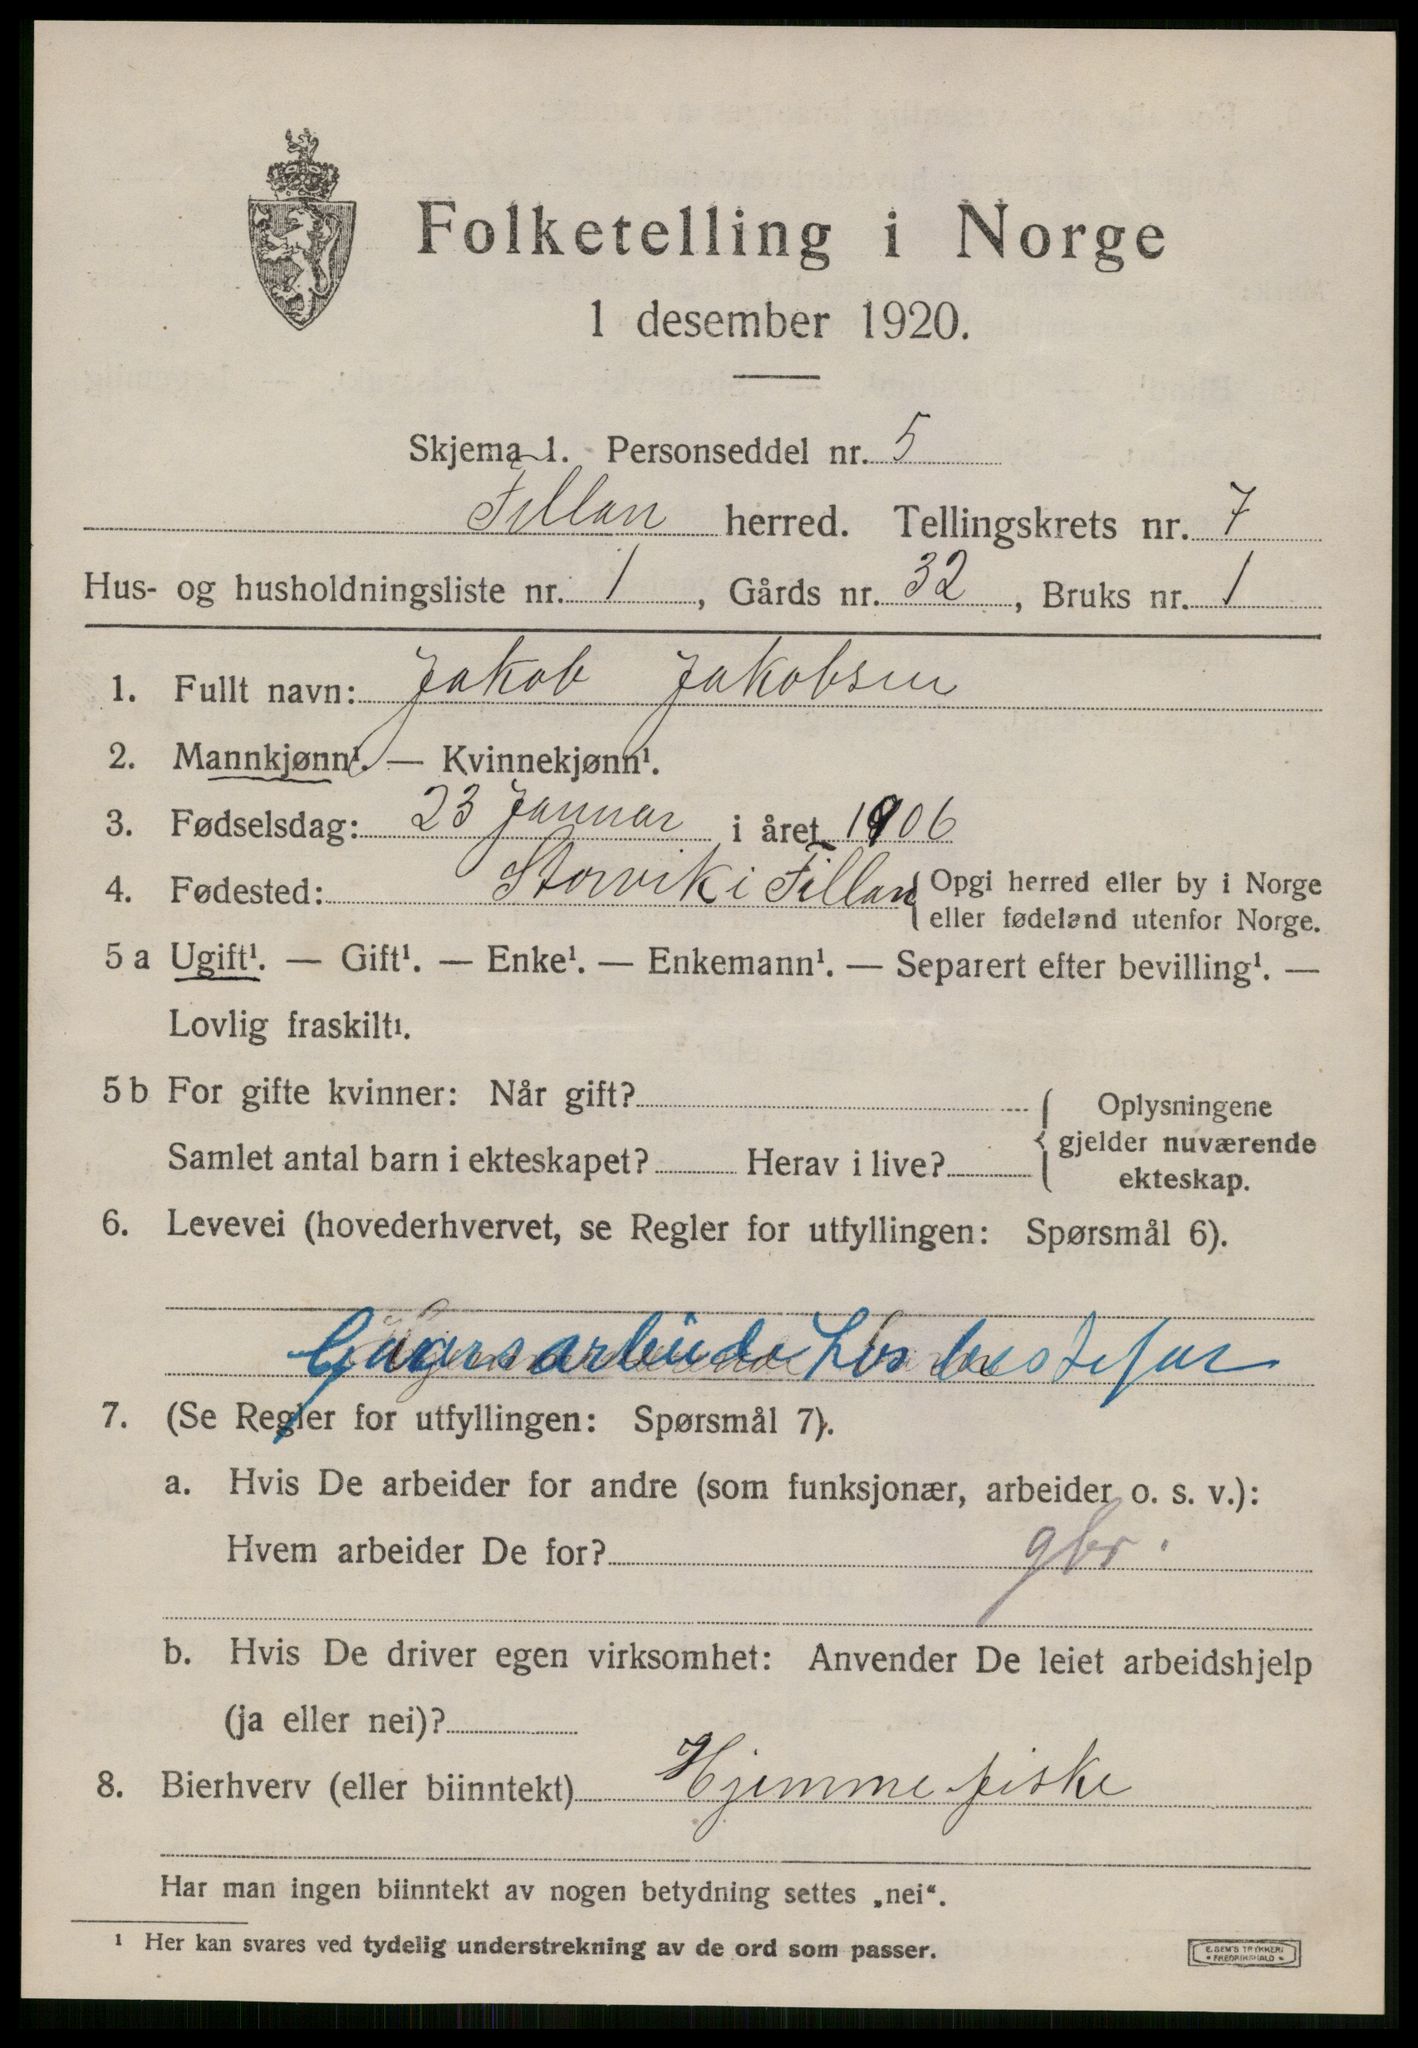 Folketelling i Norge
1 desember 1920.
Skjema 1. Personseddel nr. 5
Fillan herred. Tellingskrets nr. 7
Hus- og husholdningsliste nr. 1, Gårds nr. 32, Bruks nr. 1
1. Fullt navn: Jakob Jakobsen
2. Mannkjønn¹. — Kvinnekjønn¹.
3. Fødselsdag: 23 Januar i året 1906
4. Fødested: Storvik i Fillan { Opgi herred eller by i Norge
eller fødeland utenfor Norge.
5 a Ugift¹. — Gift¹. — Enke¹. — Enkemann¹. — Separert efter bevilling¹. —
Lovlig fraskilt¹.
5 b For gifte kvinner: Når gift?
Samlet antal barn i ekteskapet? Herav i live?
Oplysningene
gjelder nuværende
ekteskap.
6. Levevei (hovederhvervet, se Regler for utfyllingen: Spørsmål 6).
Gaarsarbeide hos bestefar
7. (Se Regler for utfyllingen: Spørsmål 7).
a. Hvis De arbeider for andre (som funksjonær, arbeider o. s. v.):
Hvem arbeider De for? gbr.
b. Hvis De driver egen virksomhet: Anvender De leiet arbeidshjelp
(ja eller nei)?
8. Bierhverv (eller biinntekt) Hjemmefiske
Har man ingen biinntekt av nogen betydning settes „nei“.
¹ Her kan svares ved tydelig understrekning av de ord som passer.
E. SEM'S TRYKKERI
FREDRIKSHALD